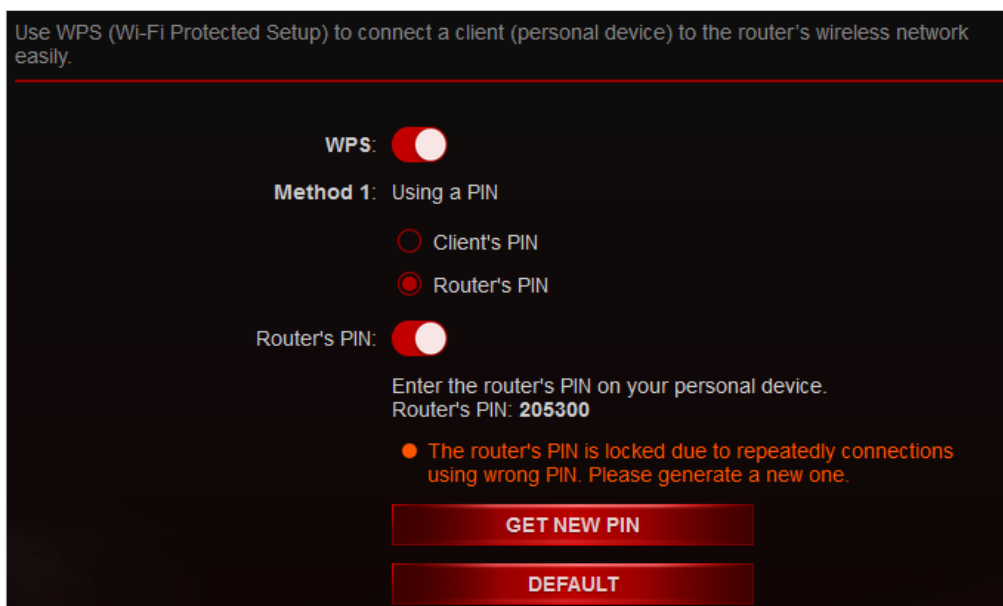 Use WPS (Wi-Fi Protected Setup) to connect a client (personal device) to the router's wireless network
easily.
WPS:
Method 1: Using a PIN
Client's PIN
Router's PIN
Router's PIN:
Enter the router's PIN on your personal device.
Router's PIN: 205300
The router's PIN is locked due to repeatedly connections
using wrong PIN. Please generate a new one.
GET NEW PIN
DEFAULT